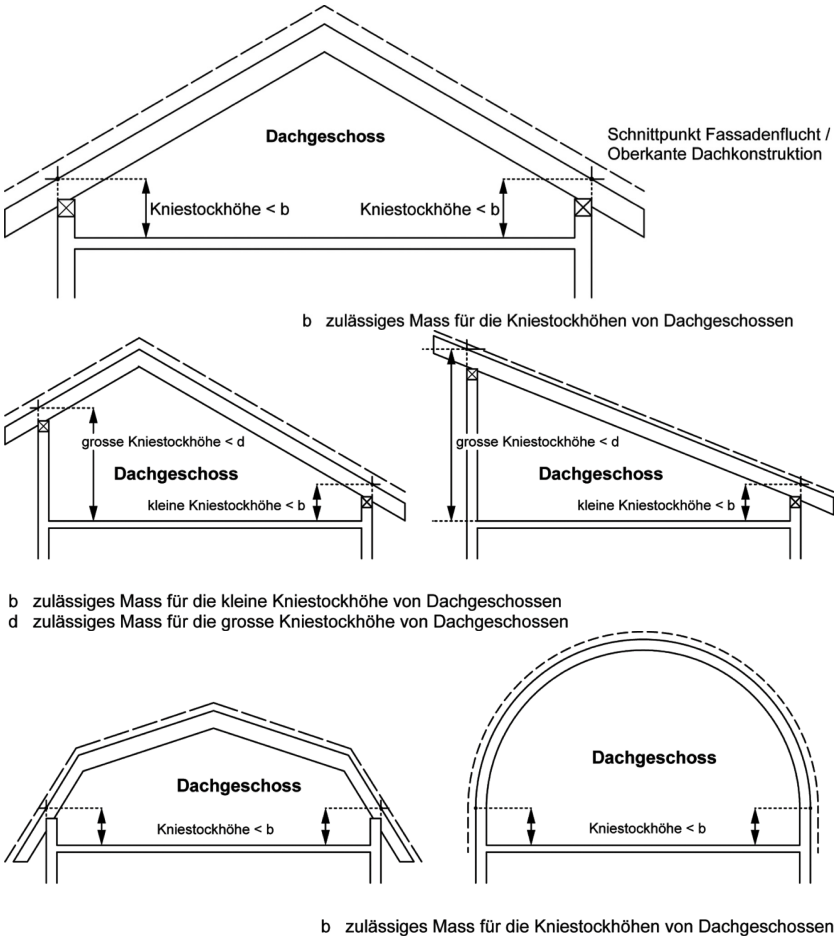 Dachgeschoss
Schnittpunkt Fassadenflucht /
Oberkante Dachkonstruktion
Kniestockhöhe < b
Kniestockhöhe < b
b zulässiges Mass für die Kniestockhöhen von Dachgeschossen
grosse Kniestockhöhe < d
Dachgeschoss
kleine Kniestockhöhe < b
grosse Kniestockhöhe < d
Dachgeschoss
kleine Kniestockhöhe < b
b zulässiges Mass für die kleine Kniestockhöhe von Dachgeschossen
d zulässiges Mass für die grosse Kniestockhöhe von Dachgeschossen
Dachgeschoss
Kniestockhöhe < b
Dachgeschoss
Kniestockhöhe < b
b zulässiges Mass für die Kniestockhöhen von Dachgeschossen